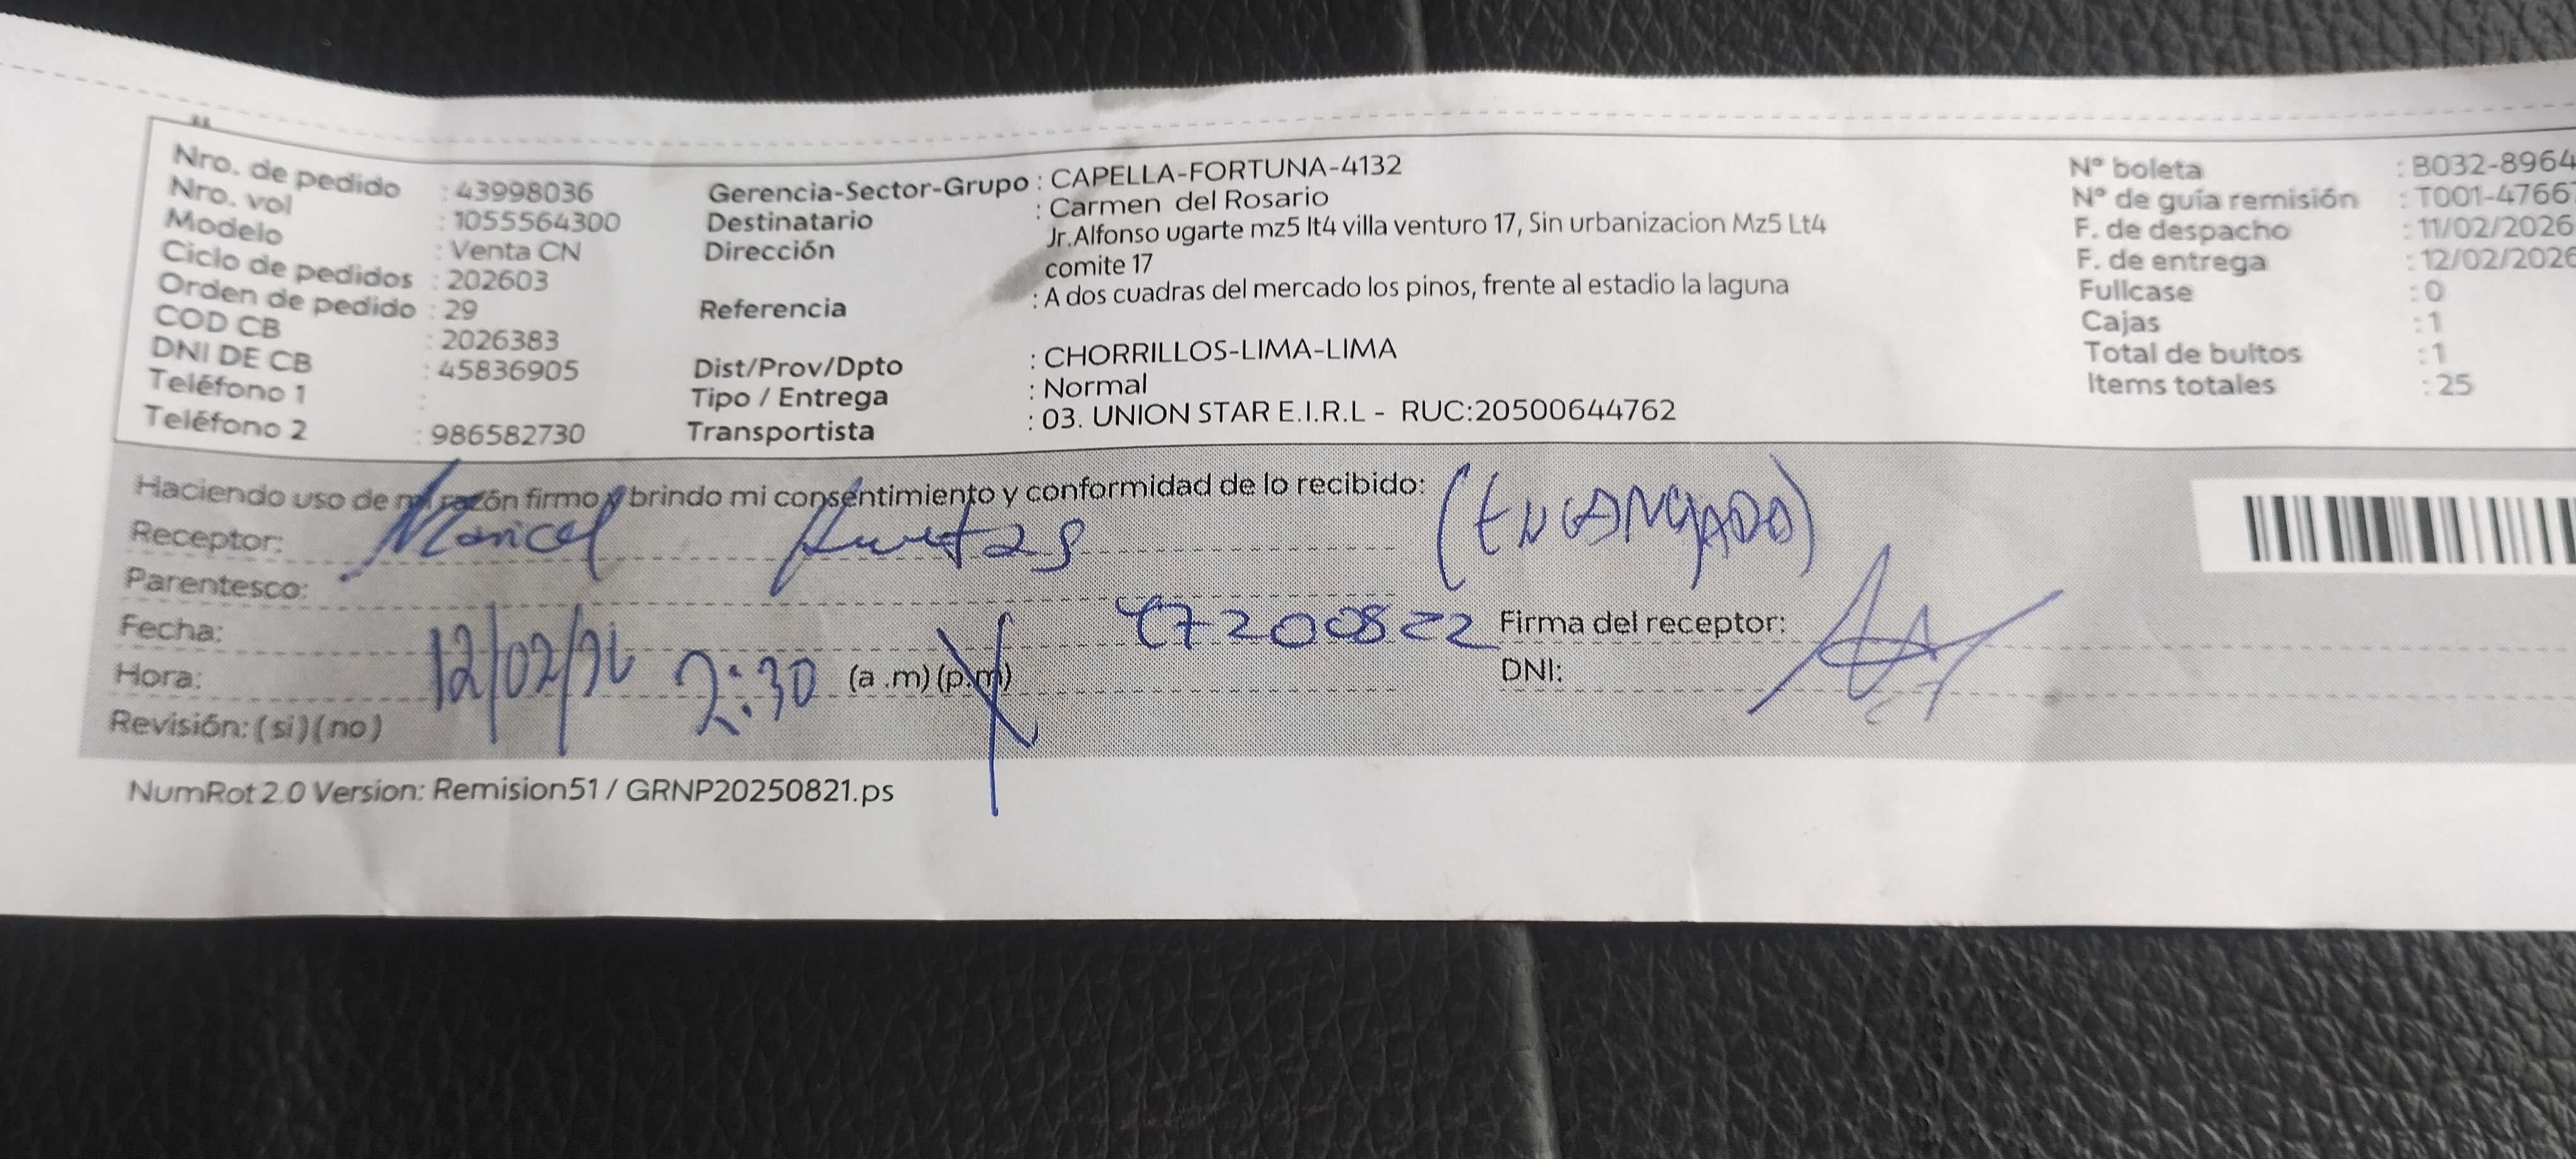 Nro. de pedido : 43998036
Nro. vol : 1055564300
Modelo : Venta CN
Ciclo de pedidos : 202603
Orden de pedido : 29
COD CB : 2026383
DNI DE CB : 45836905
Teléfono 1 :
Teléfono 2 : 986582730
Gerencia-Sector-Grupo : CAPELLA-FORTUNA-4132
Destinatario : Carmen del Rosario
Dirección Jr.Alfonso ugarte mz5 lt4 villa venturo 17, Sin urbanizacion Mz5 Lt4
comite 17
Referencia : A dos cuadras del mercado los pinos, frente al estadio la laguna
Dist/Prov/Dpto : CHORRILLOS-LIMA-LIMA
Tipo / Entrega : Normal
Transportista : 03. UNION STAR E.I.R.L - RUC:20500644762
N° boleta : B032-8964
N° de guía remisión : T001-4766
F. de despacho : 11/02/2026
F. de entrega : 12/02/2026
Fullcase : 0
Cajas : 1
Total de bultos : 1
Items totales : 25
Haciendo uso de mi razón firmo y brindo mi consentimiento y conformidad de lo recibido: (ENCARGADO)
Receptor: Huertas
Parentesco:
Fecha: 12/02/26
Hora: 2:30 (a .m) (p.m)
Revisión: (si) (no)
Firma del receptor:
DNI:
NumRot 2.0 Version: Remision51 / GRNP20250821.ps